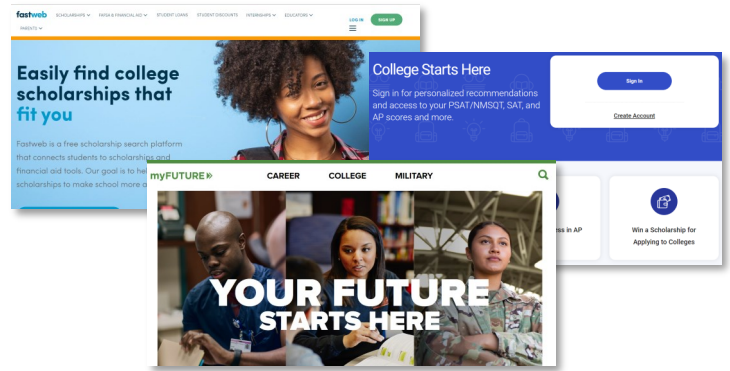 fastweb
SCHOLARSHIPS
FAFSA & FINANCIAL AID
STUDENT LOANS
STUDENT DISCOUNTS
INTERNSHIPS
EDUCATORS
LOG IN
SIGN UP
PARENTS
Easily find college
scholarships that
fit you
Fastweb is a free scholarship search platform
that connects students to scholarships and
financial aid tools. Our goal is to
scholarships to make school more
College Starts Here
Sign in for personalized recommendations
and access to your PSAT/NMSQT, SAT, and
AP scores and more.
Sign In
Create Account
in AP
Win a Scholarship for
Applying to Colleges
myFUTURE
CAREER
COLLEGE
MILITARY
YOUR FUTURE
STARTS HERE